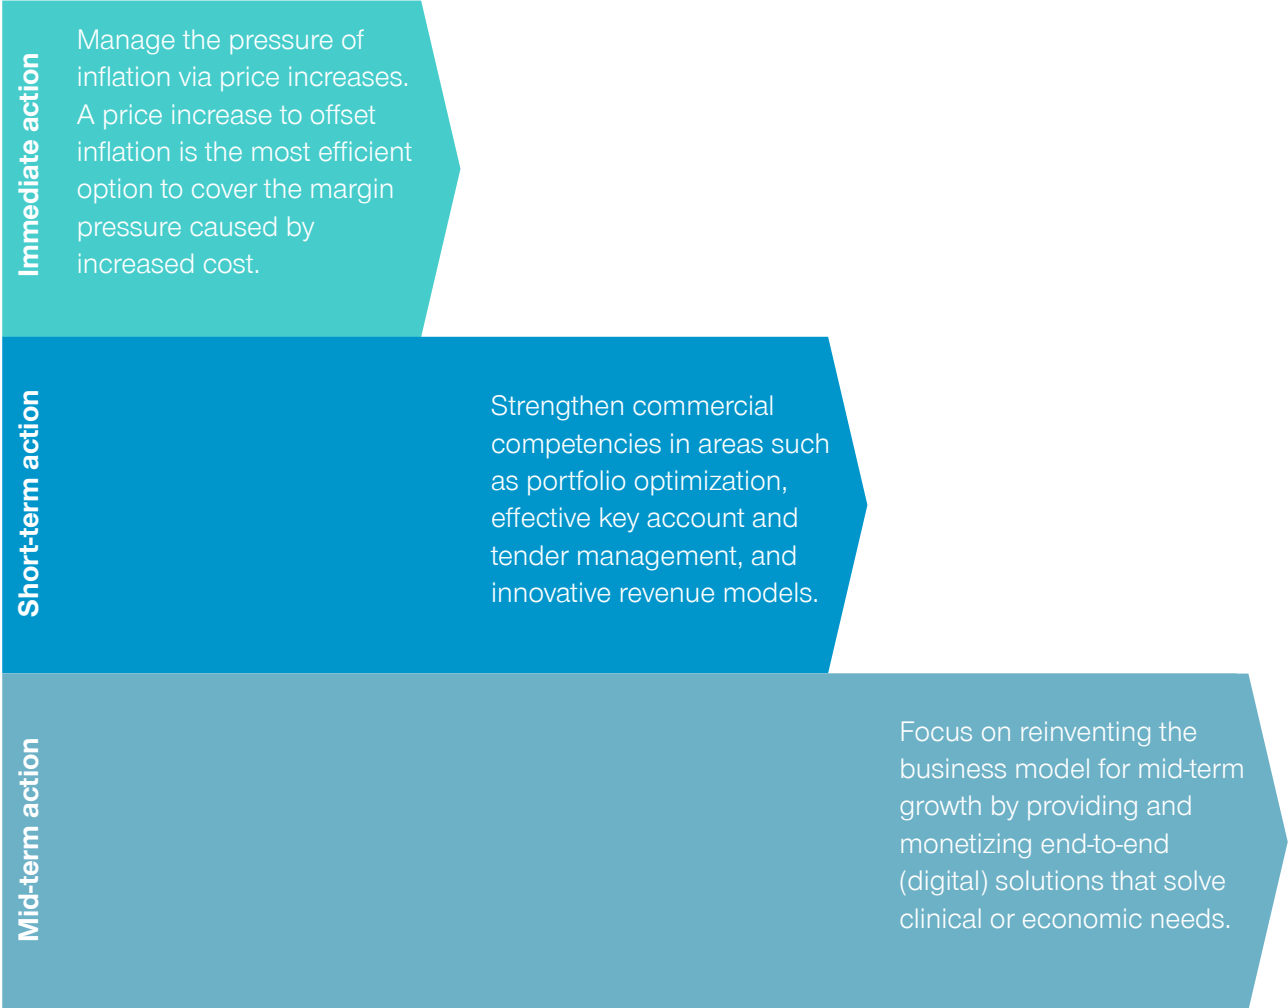 Immediate action
Manage the pressure of
inflation via price increases.
A price increase to offset
inflation is the most efficient
option to cover the margin
pressure caused by
increased cost.
Short-term action
Strengthen commercial
competencies in areas such
as portfolio optimization,
effective key account and
tender management, and
innovative revenue models.
Mid-term action
Focus on reinventing the
business model for mid-term
growth by providing and
monetizing end-to-end
(digital) solutions that solve
clinical or economic needs.